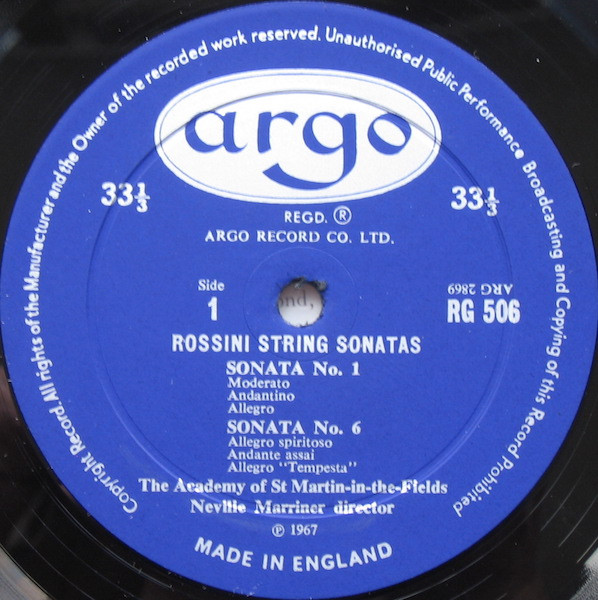 Copyright Record All rights of the Manufacturer and the Owner of the recorded work reserved. Unauthorised Public Performance Broadcasting and Copying of this Record Prohibited
argo
33⅓
33⅓
REGD. ®
ARGO RECORD CO. LTD.
Side
1
ond,
ARG 2869
RG 506
ROSSINI STRING SONATAS
SONATA No. 1
Moderato
Andantino
Allegro
SONATA No. 6
Allegro spiritoso
Andante assai
Allegro "Tempesta"
The Academy of St Martin-in-the-Fields
Neville Marriner director
℗ 1967
MADE IN ENGLAND